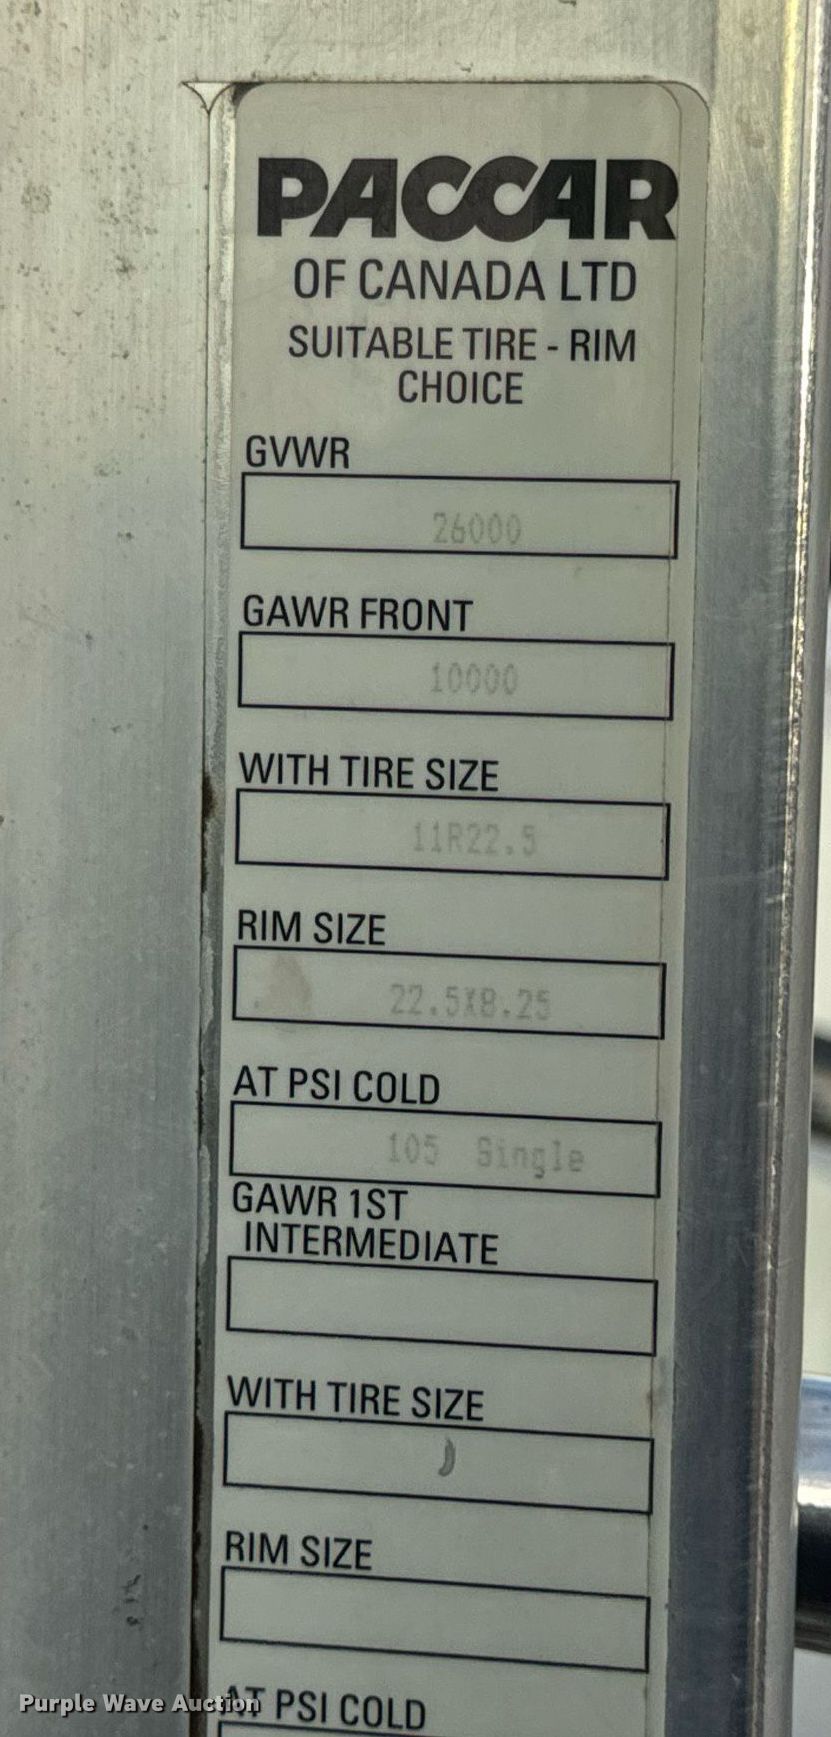 PACCAR
OF CANADA LTD
SUITABLE TIRE - RIM
CHOICE
GVWR
26000
GAWR FRONT
10000
WITH TIRE SIZE
11R22.5
RIM SIZE
22.5X8.25
AT PSI COLD
105 Single
GAWR 1ST
INTERMEDIATE
WITH TIRE SIZE
RIM SIZE
AT PSI COLD
Purple Wave Auction